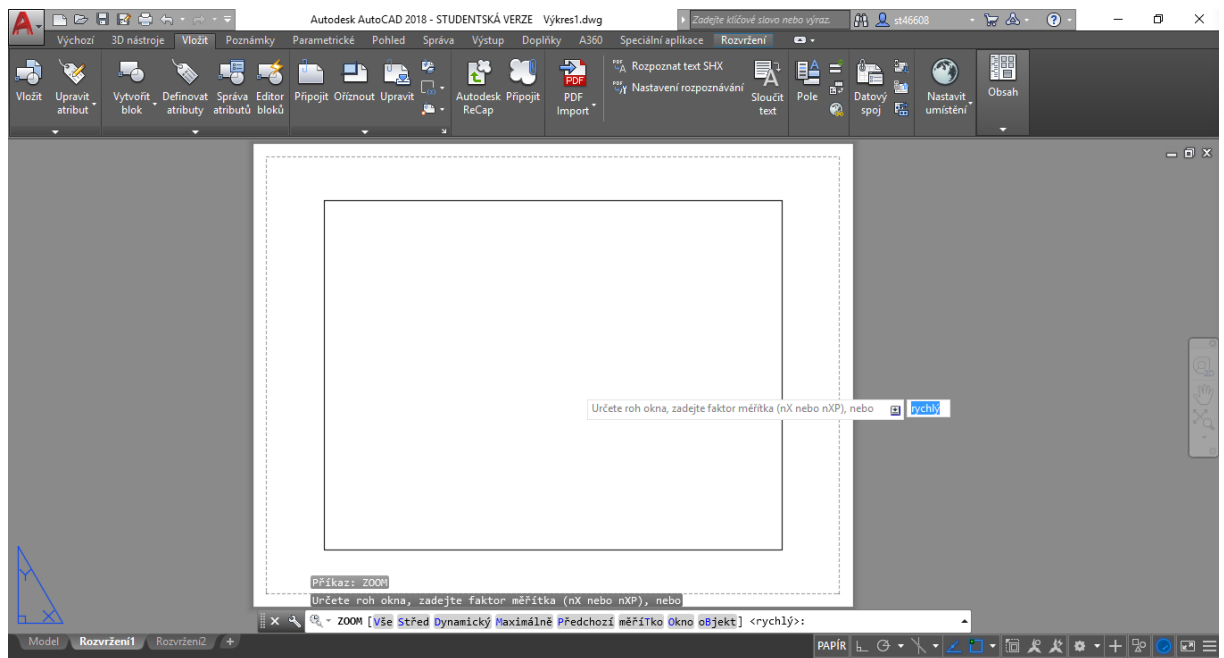 Autodesk AutoCAD 2018 - STUDENTSKÁ VERZE Výkres1.dwg
Zadejte klíčové slovo nebo výraz.
st46608
Výchozí 3D nástroje Vložit Poznámky Parametrické Pohled Správa Výstup Doplňky A360 Speciální aplikace Rozvržení
Vložit
Upravit atribut
Vytvořit blok
Definovat atributy
Správa atributů
Editor bloků
Připojit
Oříznout
Upravit
Autodesk ReCap
Připojit
PDF
PDF Import
PDF Rozpoznat text SHX
PDF Nastavení rozpoznávání
Sloučit text
Pole
Datový spoj
Nastavit umístění
Obsah
Určete roh okna, zadejte faktor měřítka (nX nebo nXP), nebo rychlý
Y
X
Příkaz: ZOOM
Určete roh okna, zadejte faktor měřítka (nX nebo nXP), nebo
ZOOM [Vše Střed Dynamický Maximálně Předchozí měříTko Okno oBjekt] <rychlý>:
Model Rozvržení1 Rozvržení2 +
PAPÍR